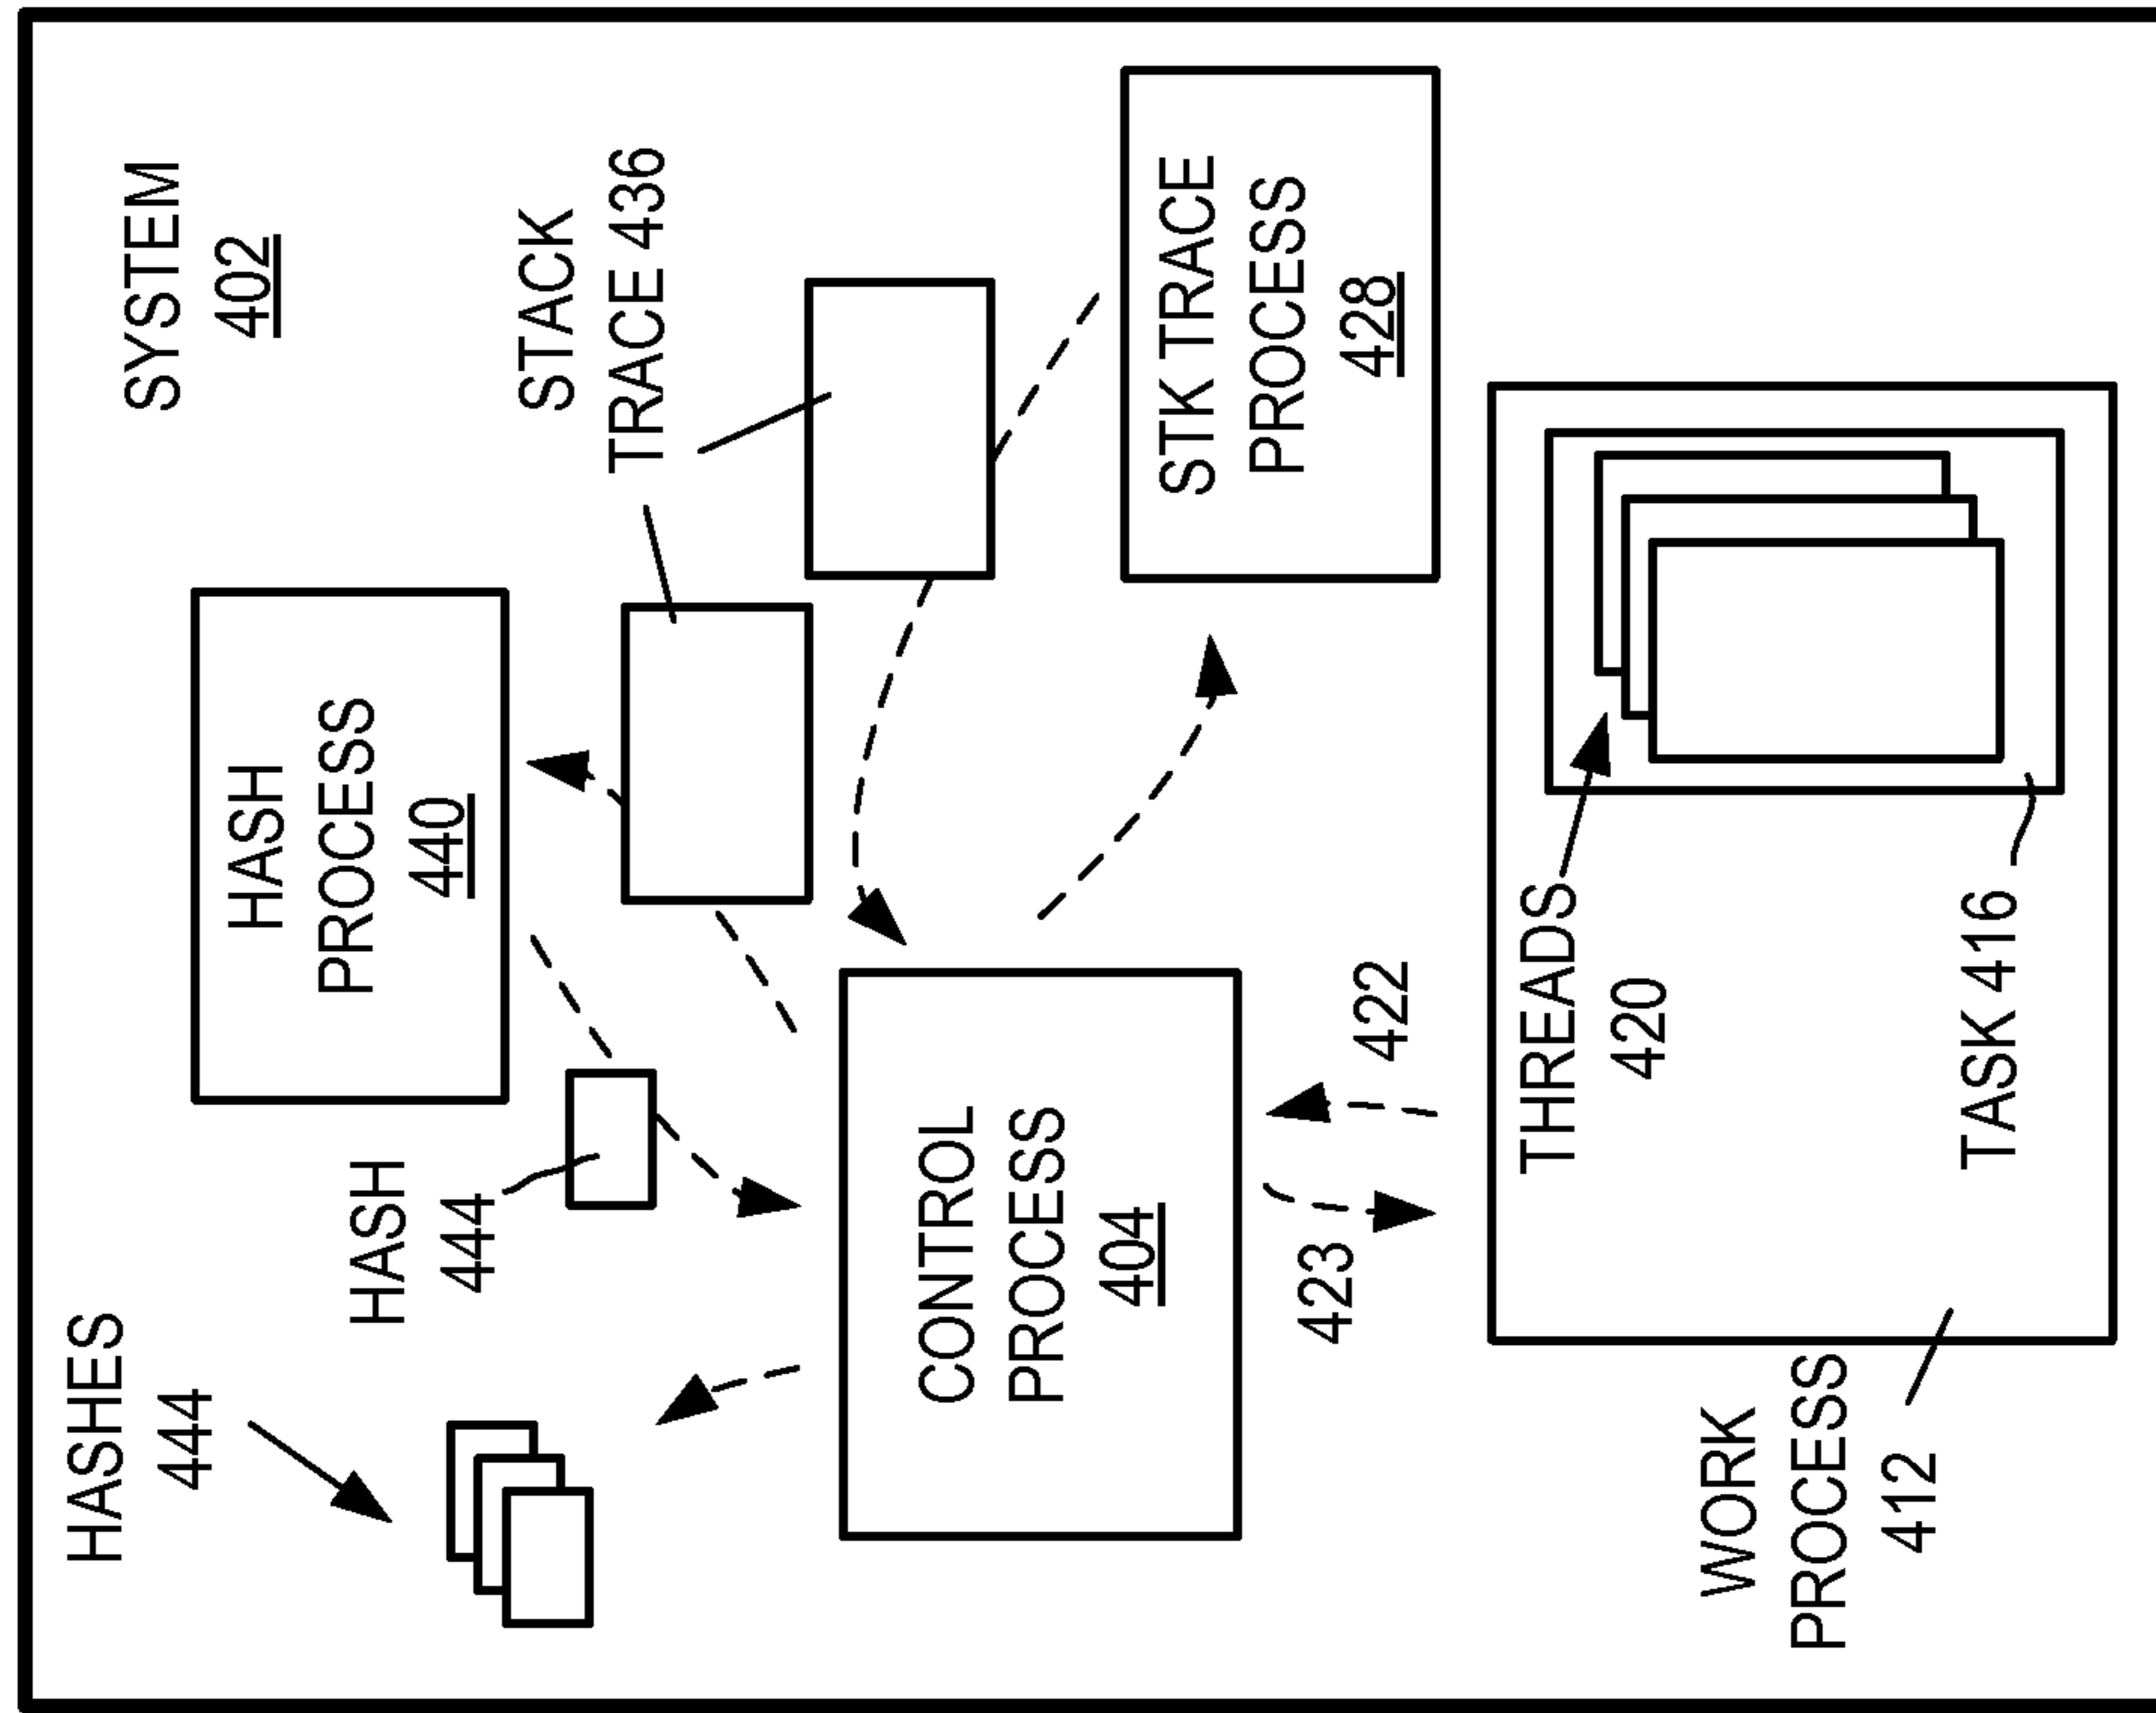 HASHES
444
SYSTEM
402
HASH
PROCESS
440
HASH
444
STACK
TRACE 436
CONTROL
PROCESS
404
STK TRACE
PROCESS
428
423
422
THREADS
420
WORK
PROCESS
412
TASK 416